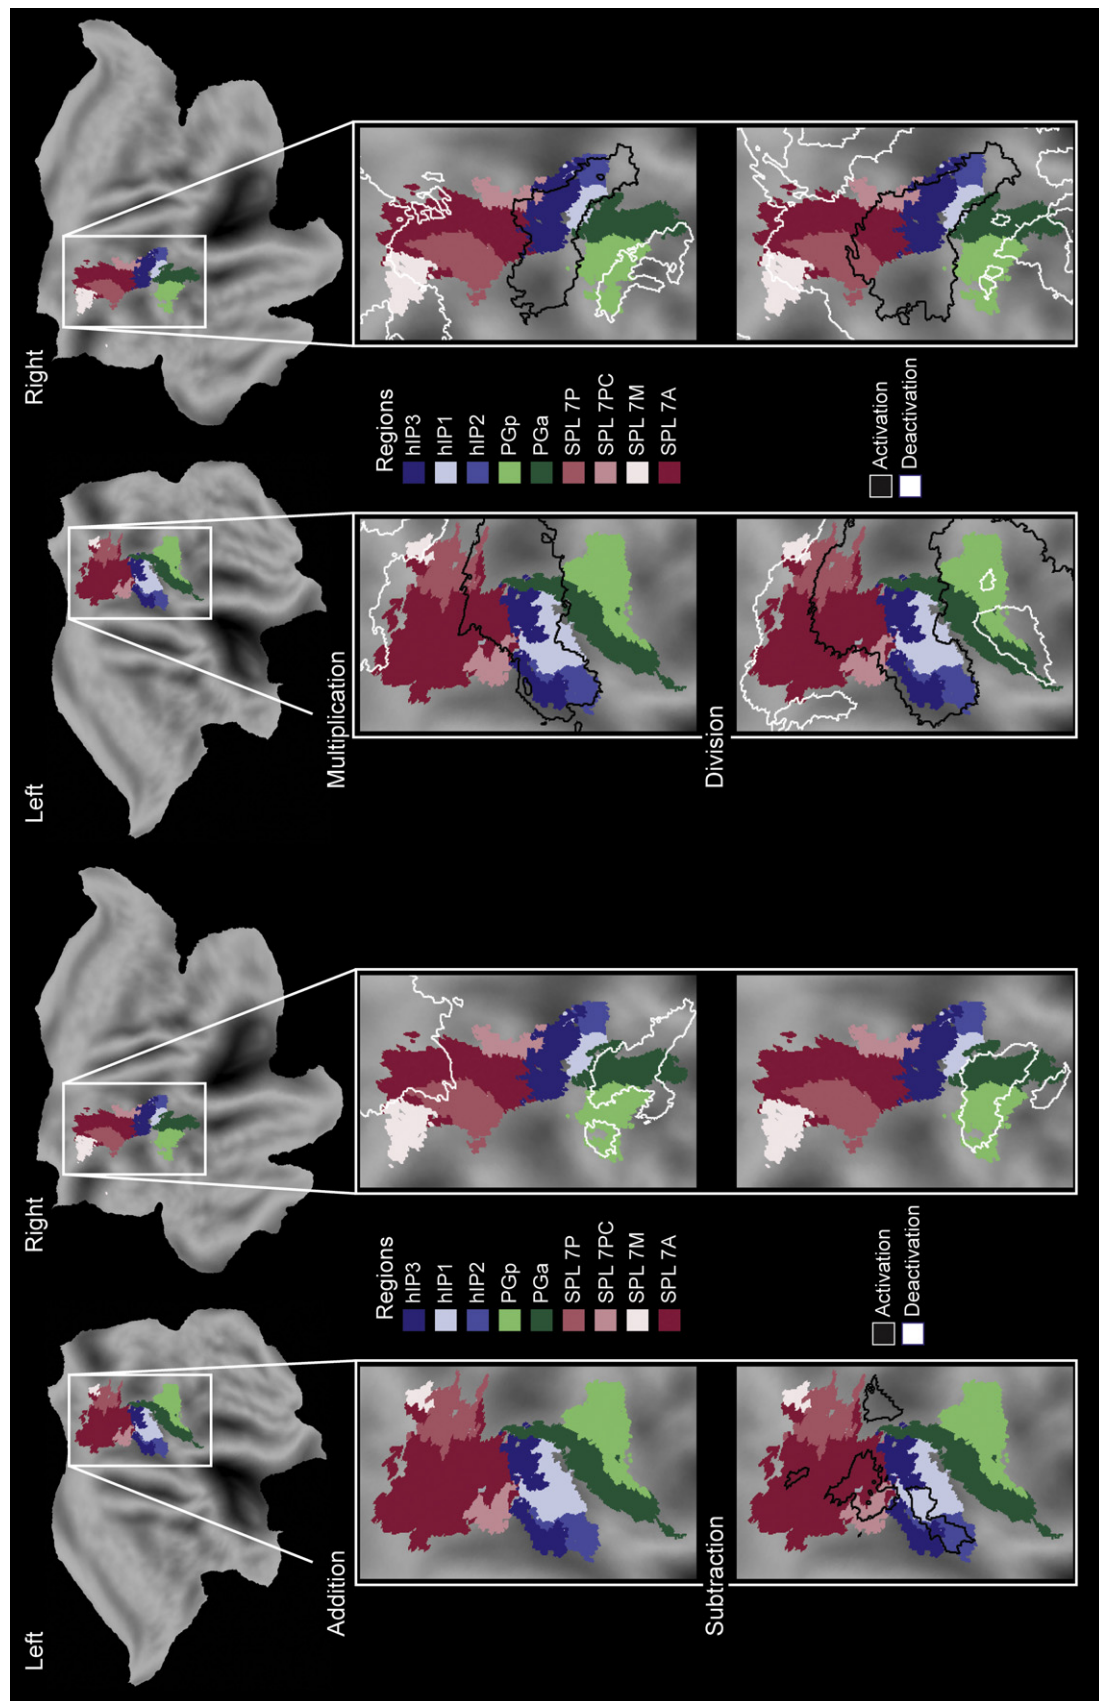 Left
Right
Addition
Regions
hIP3
hIP1
hIP2
PGp
PGa
SPL 7P
SPL 7PC
SPL 7M
SPL 7A
Subtraction
Activation
Deactivation
Left
Right
Multiplication
Regions
hIP3
hIP1
hIP2
PGp
PGa
SPL 7P
SPL 7PC
SPL 7M
SPL 7A
Division
Activation
Deactivation